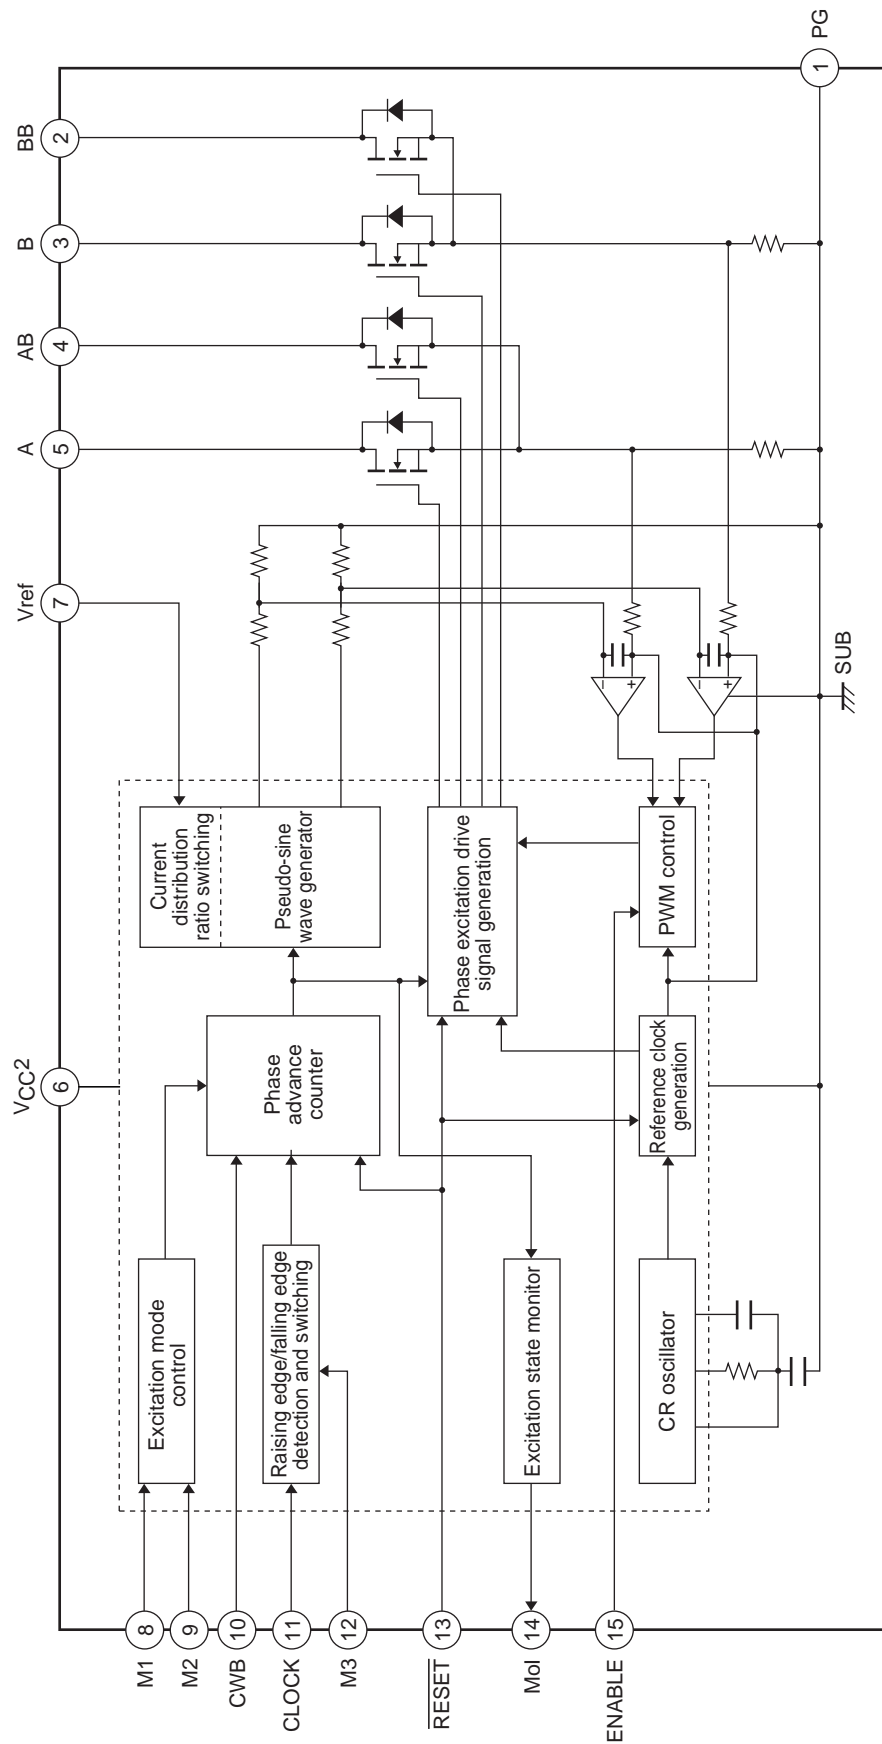 VCC2
6
Vref
7
A
5
AB
4
B
3
BB
2
PG
1
M1
8
M2
9
CWB
10
CLOCK
11
M3
12
RESET
13
MoI
14
ENABLE
15
Excitation mode
control
Raising edge/falling edge
detection and switching
Excitation state monitor
CR oscillator
Phase
advance
counter
Reference clock
generation
Current
distribution
ratio switching
Pseudo-sine
wave generator
Phase excitation drive
signal generation
PWM control
–
+
–
+
SUB